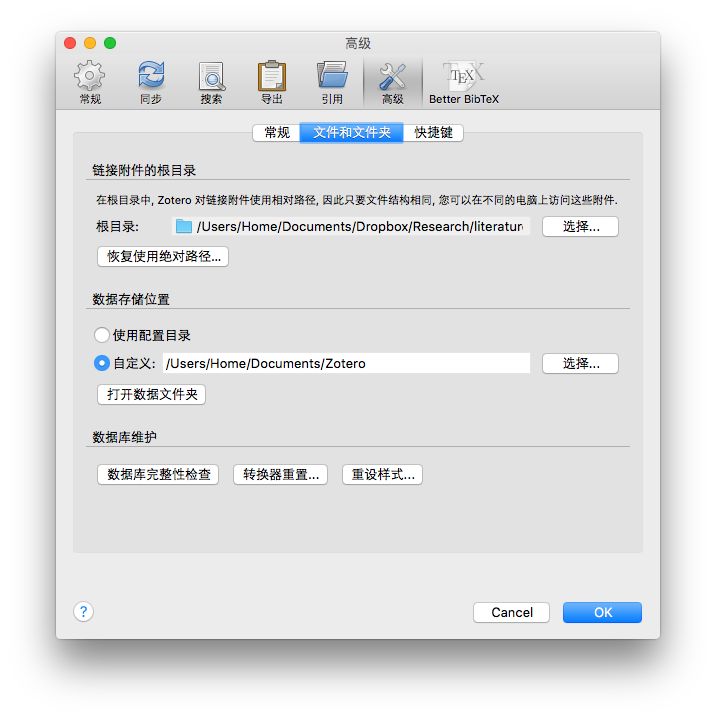 高级
常规 同步 搜索 导出 引用 高级 Better BibTeX
TEX
常规 文件和文件夹 快捷键
链接附件的根目录
在根目录中, Zotero 对链接附件使用相对路径, 因此只要文件结构相同, 您可以在不同的电脑上访问这些附件.
根目录: /Users/Home/Documents/Dropbox/Research/literature 选择...
恢复使用绝对路径...
数据存储位置
使用配置目录
自定义: /Users/Home/Documents/Zotero 选择...
打开数据文件夹
数据库维护
数据库完整性检查 转换器重置... 重设样式...
? Cancel OK